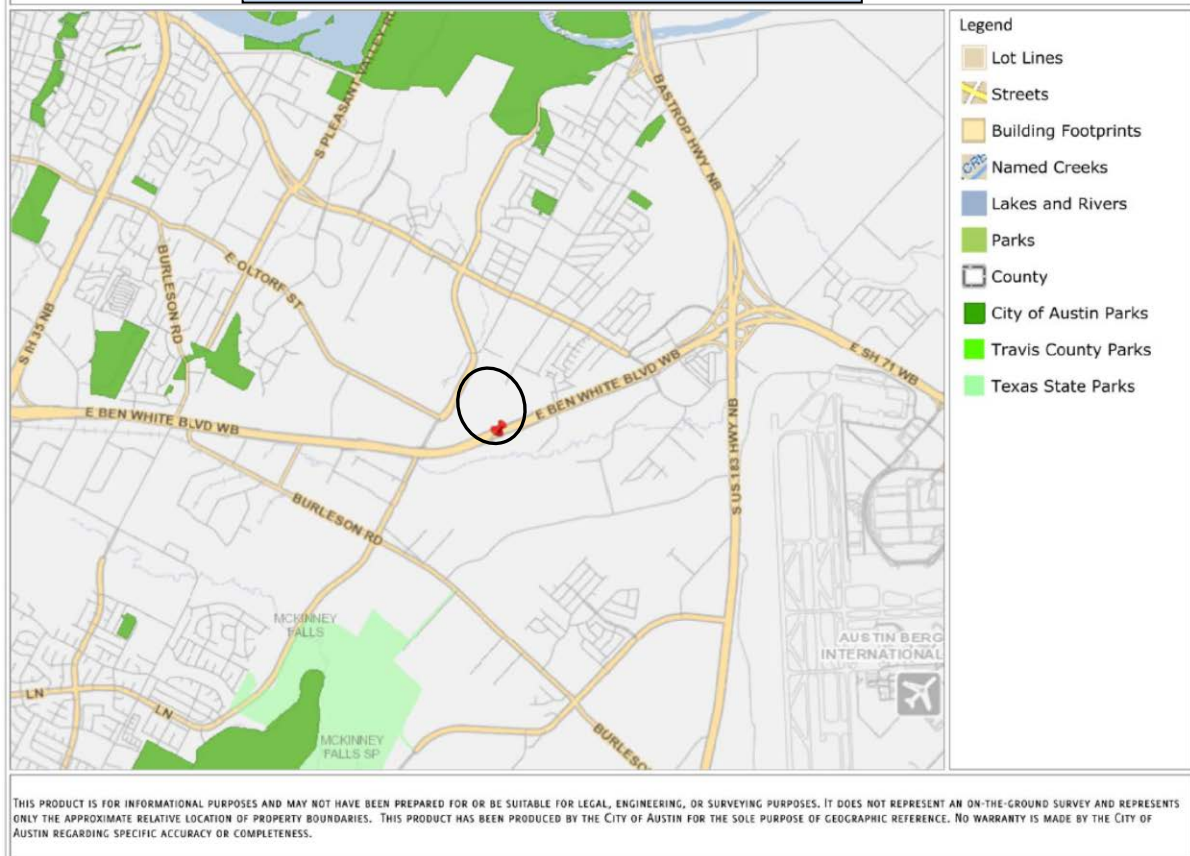 S PLEASANT VALLEY R
BASTROP HWY NB
S IH 35 NB
BURLESON RD
E OLTORF ST
E BEN WHITE BLVD WB
E BEN WHITE BLVD WB
E SH 71 WB
S US 183 HWY NB
BURLESON RD
MCKINNEY
FALLS
AUSTIN BERG
INTERNATIONAL
LN
LN
MCKINNEY
FALLS SP
BURLESO
Legend
Lot Lines
Streets
Building Footprints
CRE
Named Creeks
Lakes and Rivers
Parks
County
City of Austin Parks
Travis County Parks
Texas State Parks
THIS PRODUCT IS FOR INFORMATIONAL PURPOSES AND MAY NOT HAVE BEEN PREPARED FOR OR BE SUITABLE FOR LEGAL, ENGINEERING, OR SURVEYING PURPOSES. IT DOES NOT REPRESENT AN ON-THE-GROUND SURVEY AND REPRESENTS
ONLY THE APPROXIMATE RELATIVE LOCATION OF PROPERTY BOUNDARIES. THIS PRODUCT HAS BEEN PRODUCED BY THE CITY OF AUSTIN FOR THE SOLE PURPOSE OF GEOGRAPHIC REFERENCE. NO WARRANTY IS MADE BY THE CITY OF
AUSTIN REGARDING SPECIFIC ACCURACY OR COMPLETENESS.